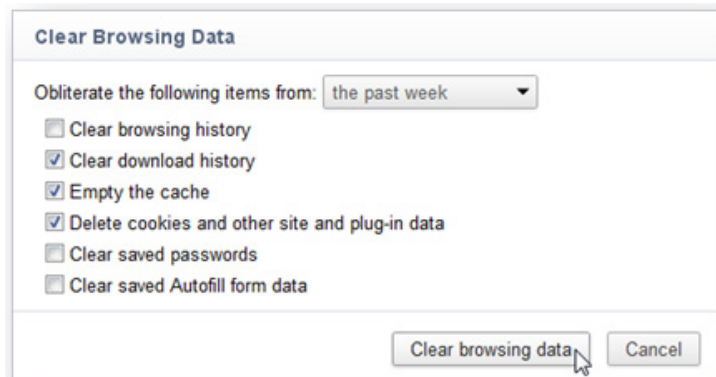 Clear Browsing Data
Obliterate the following items from: the past week
Clear browsing history
Clear download history
Empty the cache
Delete cookies and other site and plug-in data
Clear saved passwords
Clear saved Autofill form data
Clear browsing data Cancel